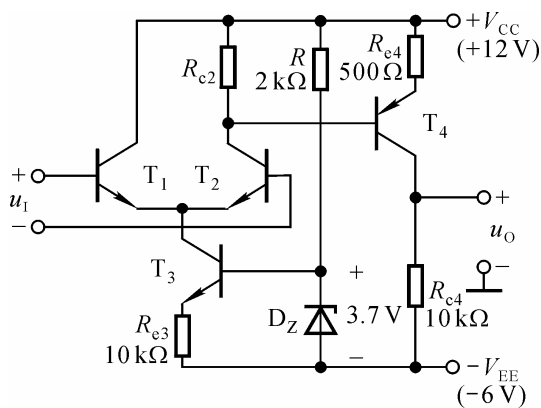 +V_CC
(+12 V)
R_c2
R
2 kΩ
R_e4
500 Ω
T_4
+
u_I
−
T_1
T_2
+
u_O
−
T_3
+
D_Z
3.7 V
−
R_c4
10 kΩ
R_e3
10 kΩ
−V_EE
(−6 V)